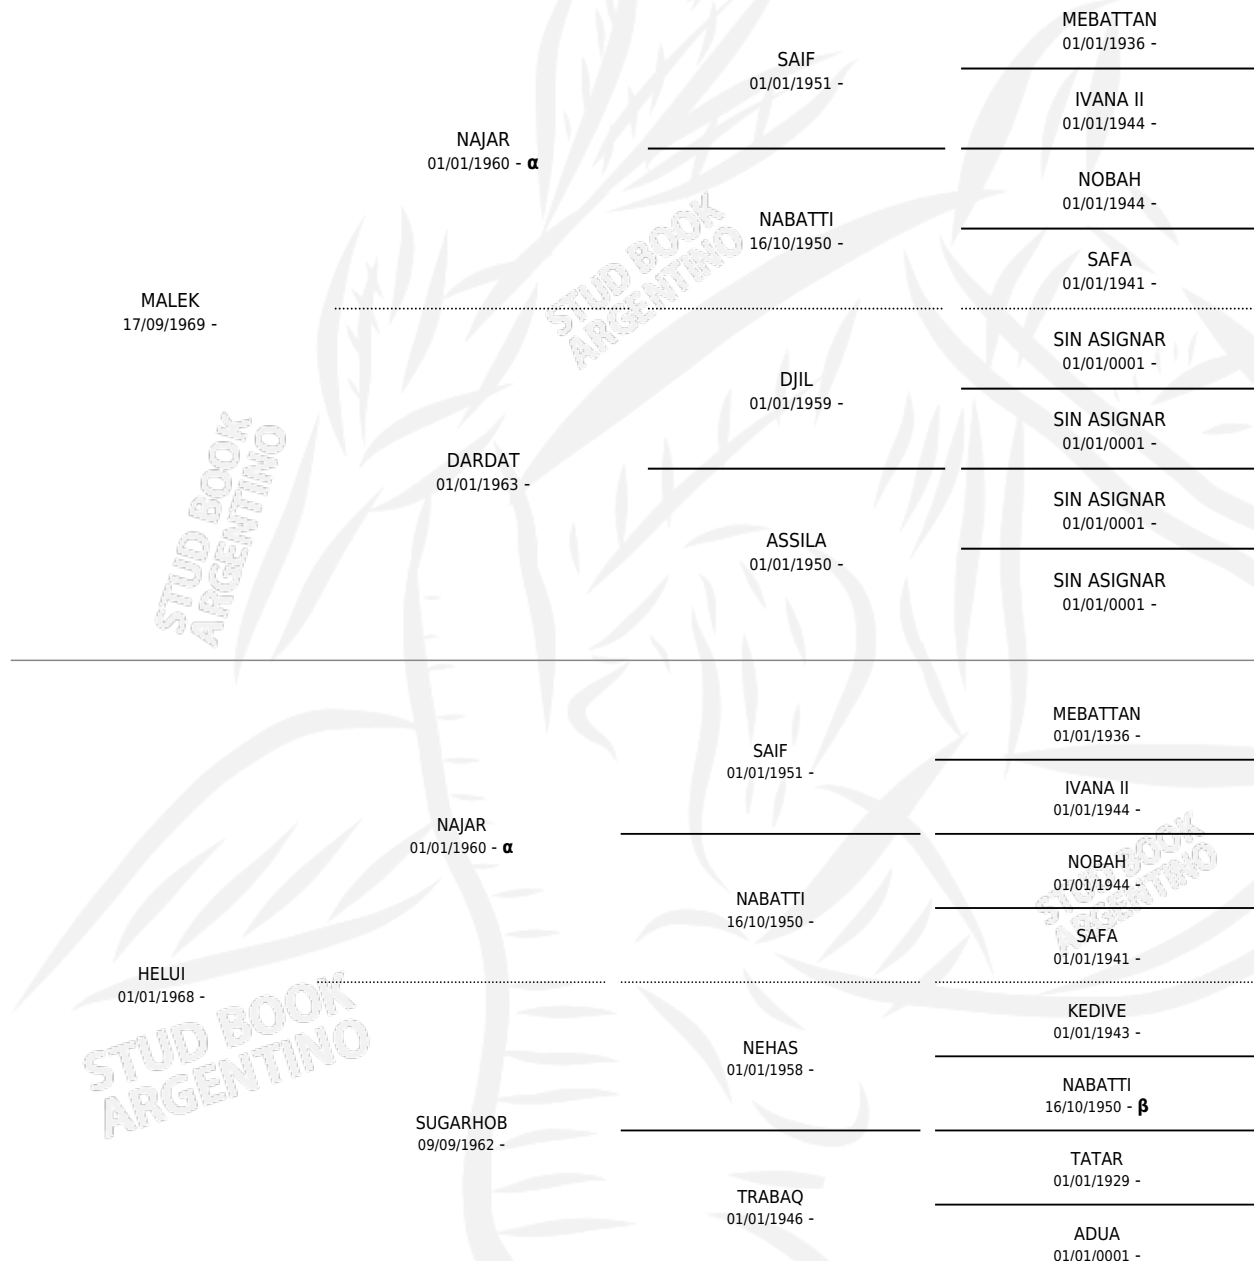 MEBATTAN
01/01/1936 -
SAIF
01/01/1951 -
IVANA II
01/01/1944 -
NAJAR
01/01/1960 - α
NOBAH
01/01/1944 -
NABATTI
16/10/1950 -
SAFA
01/01/1941 -
MALEK
17/09/1969 -
STUD BOOK
ARGENTINO
SIN ASIGNAR
01/01/0001 -
DJIL
01/01/1959 -
SIN ASIGNAR
01/01/0001 -
DARDAT
01/01/1963 -
SIN ASIGNAR
01/01/0001 -
ASSILA
01/01/1950 -
SIN ASIGNAR
01/01/0001 -
STUD BOOK
ARGENTINO
MEBATTAN
01/01/1936 -
SAIF
01/01/1951 -
IVANA II
01/01/1944 -
NAJAR
01/01/1960 - α
NOBAH
01/01/1944 -
NABATTI
16/10/1950 -
SAFA
01/01/1941 -
STUD BOOK
ARGENTINO
HELUI
01/01/1968 -
STUD BOOK
ARGENTINO
KEDIVE
01/01/1943 -
NEHAS
01/01/1958 -
NABATTI
16/10/1950 - β
SUGARHOB
09/09/1962 -
TATAR
01/01/1929 -
TRABAQ
01/01/1946 -
ADUA
01/01/0001 -